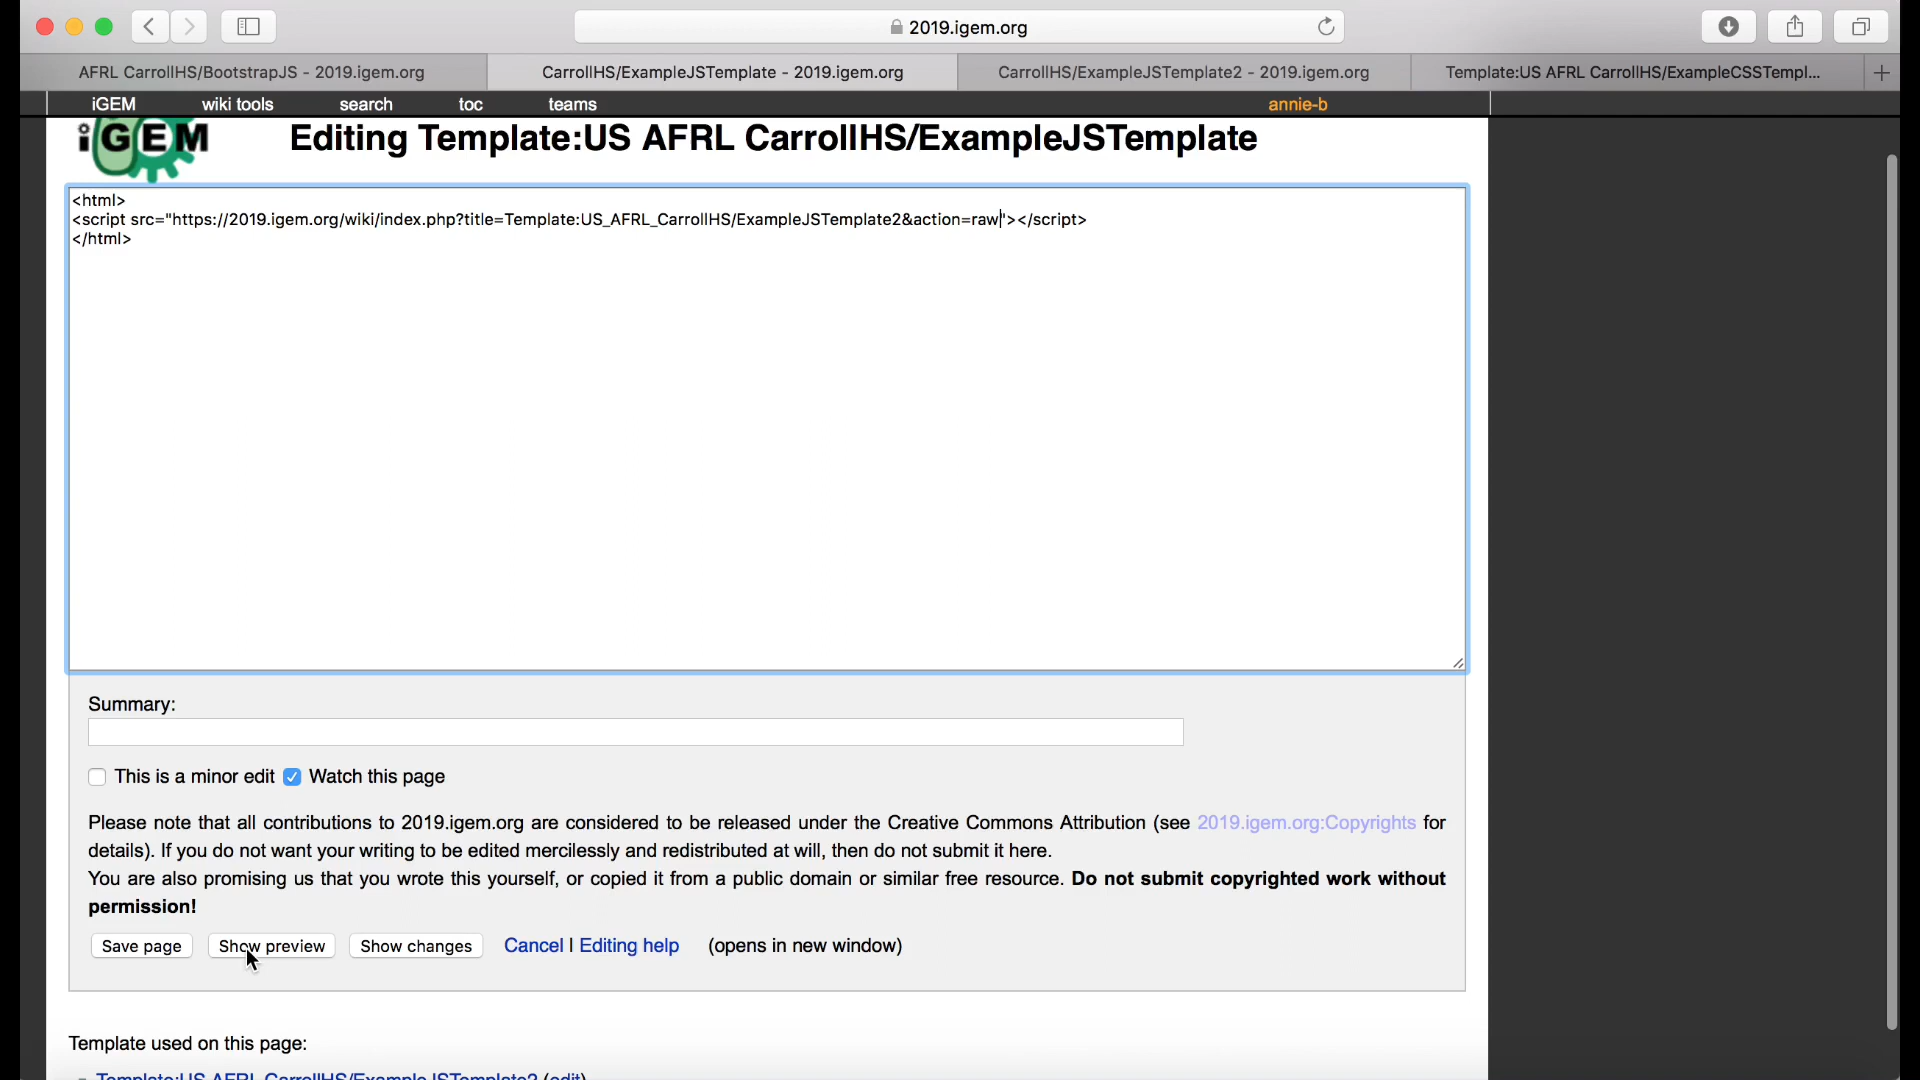 2019.igem.org
AFRL CarrollHS/BootstrapJS - 2019.igem.org
CarrollHS/ExampleJSTemplate - 2019.igem.org
CarrollHS/ExampleJSTemplate2 - 2019.igem.org
Template:US AFRL CarrollHS/ExampleCSSTempl...
iGEM wiki tools search toc teams annie-b
iGEM
Editing Template:US AFRL CarrollHS/ExampleJSTemplate
<html>
<script src="https://2019.igem.org/wiki/index.php?title=Template:US_AFRL_CarrollHS/ExampleJSTemplate2&action=raw"></script>
</html>
Summary:
This is a minor edit Watch this page
Please note that all contributions to 2019.igem.org are considered to be released under the Creative Commons Attribution (see 2019.igem.org:Copyrights for
details). If you do not want your writing to be edited mercilessly and redistributed at will, then do not submit it here.
You are also promising us that you wrote this yourself, or copied it from a public domain or similar free resource. Do not submit copyrighted work without
permission!
Save page Show preview Show changes Cancel | Editing help (opens in new window)
Template used on this page:
Template:US AFRL CarrollHS/ExampleJSTemplate2 (edit)